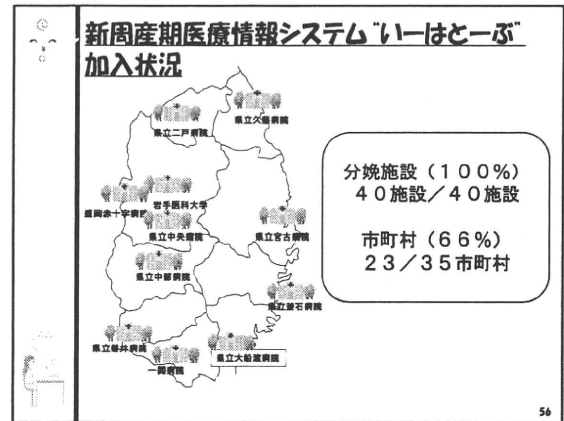 新周産期医療情報システム“いーはとーぶ”
加入状況
県立久慈病院
県立二戸病院
岩手医科大学
盛岡赤十字病院
県立中央病院
県立宮古病院
県立中部病院
県立釜石病院
県立磐井病院
県立大船渡病院
一関病院
分娩施設（１００％）
４０施設／４０施設
市町村（６６％）
２３／３５市町村
56